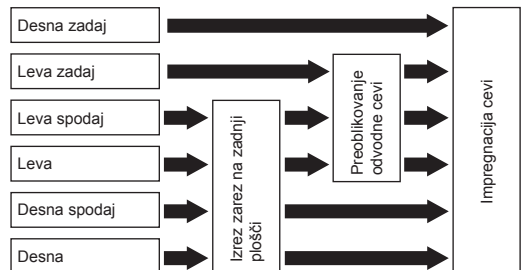 Desna zadaj
Leva zadaj
Leva spodaj
Leva
Desna spodaj
Desna
Izrez zarez na zadnji
plošči
Preoblikovanje
odvodne cevi
Impregnacija cevi